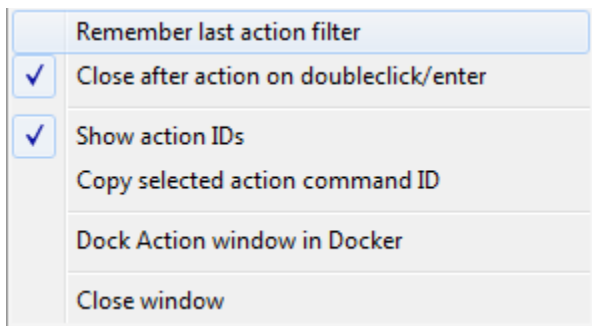 Remember last action filter
Close after action on doubleclick/enter
Show action IDs
Copy selected action command ID
Dock Action window in Docker
Close window